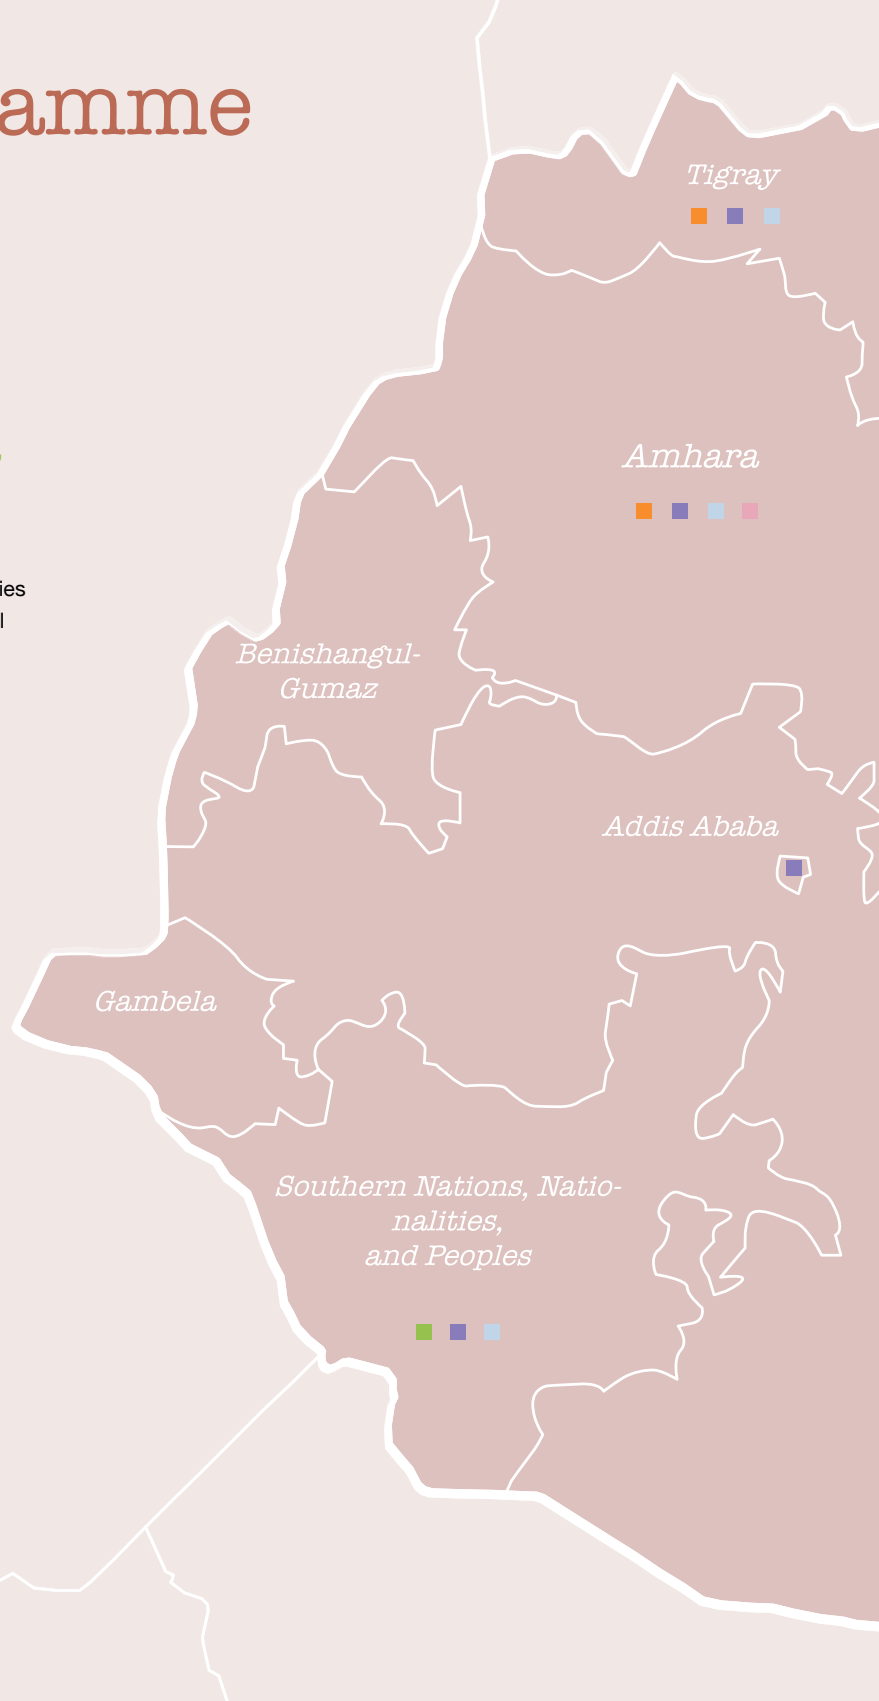 amme
Tigray
Amhara
ies
l
Benishangul-
Gumaz
Addis Ababa
Gambela
Southern Nations, Natio-
nalities,
and Peoples